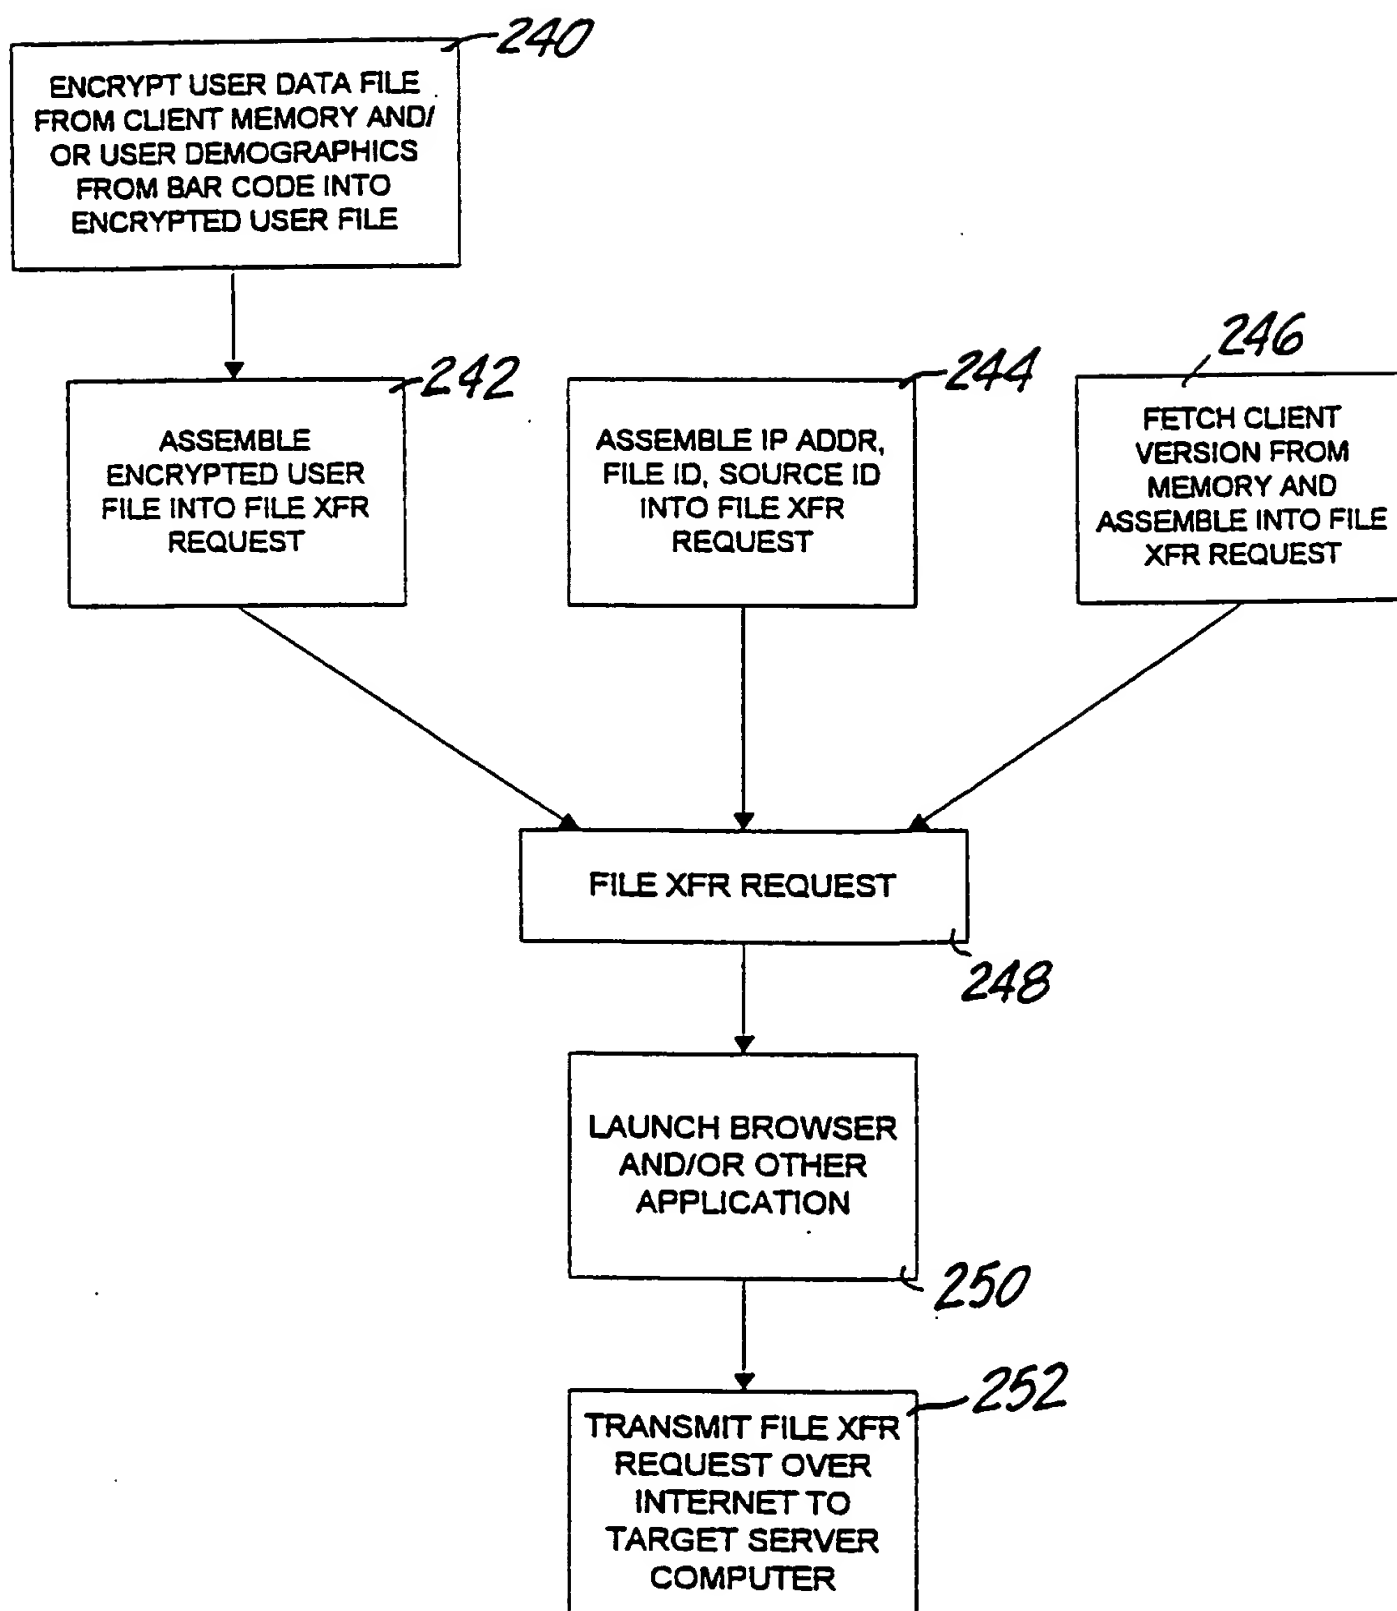 240
ENCRYPT USER DATA FILE
FROM CLIENT MEMORY AND/
OR USER DEMOGRAPHICS
FROM BAR CODE INTO
ENCRYPTED USER FILE
242
ASSEMBLE
ENCRYPTED USER
FILE INTO FILE XFR
REQUEST
244
ASSEMBLE IP ADDR,
FILE ID, SOURCE ID
INTO FILE XFR
REQUEST
246
FETCH CLIENT
VERSION FROM
MEMORY AND
ASSEMBLE INTO FILE
XFR REQUEST
FILE XFR REQUEST
248
LAUNCH BROWSER
AND/OR OTHER
APPLICATION
250
252
TRANSMIT FILE XFR
REQUEST OVER
INTERNET TO
TARGET SERVER
COMPUTER